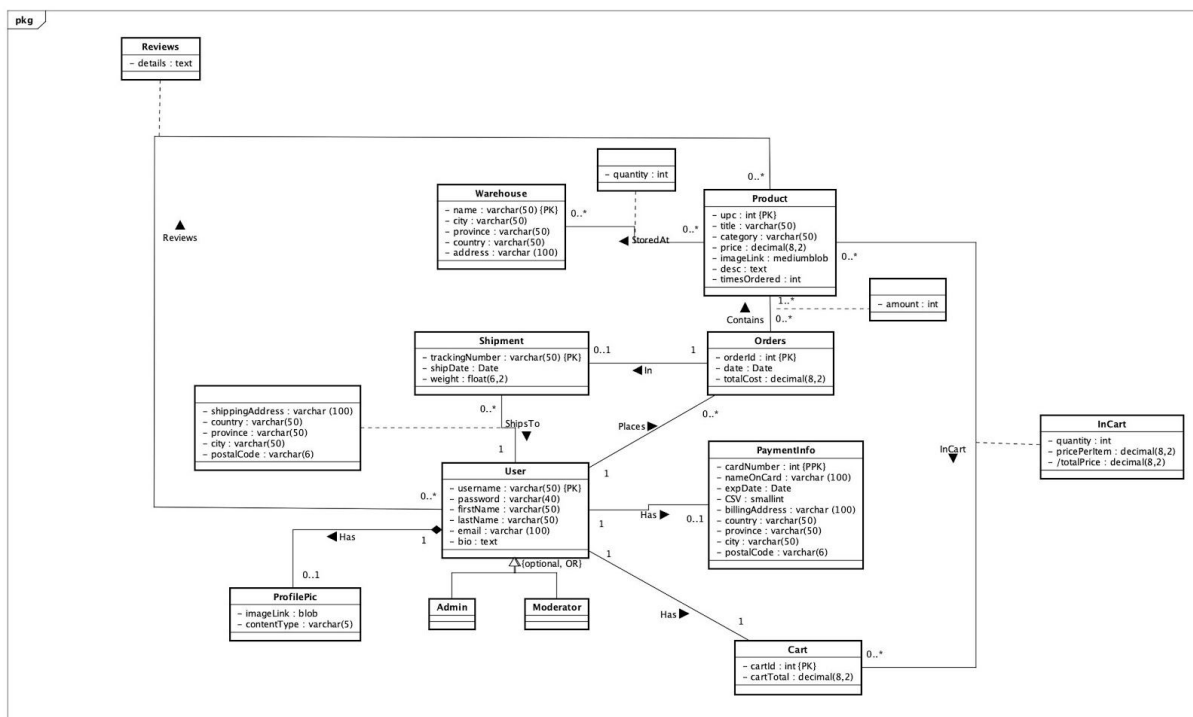 pkg
Reviews
- details : text
- quantity : int
0..*
Warehouse
- name : varchar(50) {PK}
- city : varchar(50)
- province : varchar(50)
- country : varchar(50)
- address : varchar (100)
0..*
0..*
StoredAt
Product
- upc : int {PK}
- title : varchar(50)
- category : varchar(50)
- price : decimal(8,2)
- imageLink : mediumblob
- desc : text
- timesOrdered : int
0..*
Reviews
1..*
Contains
0..*
- amount : int
Shipment
- trackingNumber : varchar(50) {PK}
- shipDate : Date
- weight : float(6,2)
0..1
1
In
Orders
- orderId : int {PK}
- date : Date
- totalCost : decimal(8,2)
- shippingAddress : varchar (100)
- country : varchar(50)
- province : varchar(50)
- city : varchar(50)
- postalCode : varchar(6)
0..*
ShipsTo
1
Places
0..*
1
InCart
InCart
- quantity : int
- pricePerItem : decimal(8,2)
- /totalPrice : decimal(8,2)
User
- username : varchar(50) {PK}
- password : varchar(40)
- firstName : varchar(50)
- lastName : varchar(50)
- email : varchar (100)
- bio : text
0..*
1
Has
0..1
PaymentInfo
- cardNumber : int {PPK}
- nameOnCard : varchar (100)
- expDate : Date
- CSV : smallint
- billingAddress : varchar (100)
- country : varchar(50)
- province : varchar(50)
- city : varchar(50)
- postalCode : varchar(6)
Has
1
0..1
1
{optional, OR}
ProfilePic
- imageLink : blob
- contentType : varchar(5)
Admin
Moderator
Has
1
Cart
- cartId : int {PK}
- cartTotal : decimal(8,2)
0..*